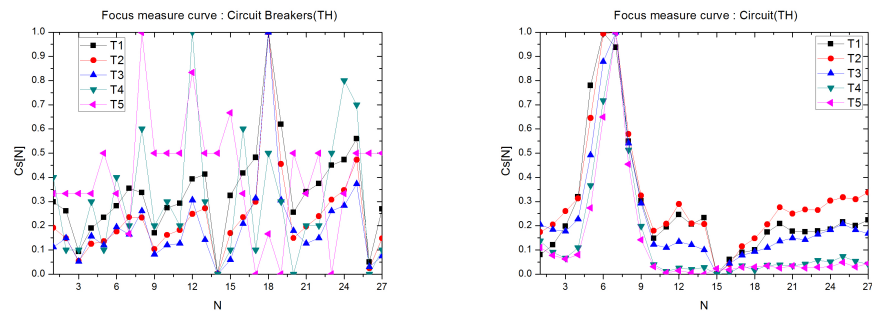 Focus measure curve : Circuit Breakers(TH)
1.0
0.9
0.8
0.7
0.6
0.5
0.4
0.3
0.2
0.1
0.0
Cs[N]
T1
T2
T3
T4
T5
3 6 9 12 15 18 21 24 27
N
Focus measure curve : Circuit(TH)
1.0
0.9
0.8
0.7
0.6
0.5
0.4
0.3
0.2
0.1
0.0
Cs[N]
T1
T2
T3
T4
T5
3 6 9 12 15 18 21 24 27
N